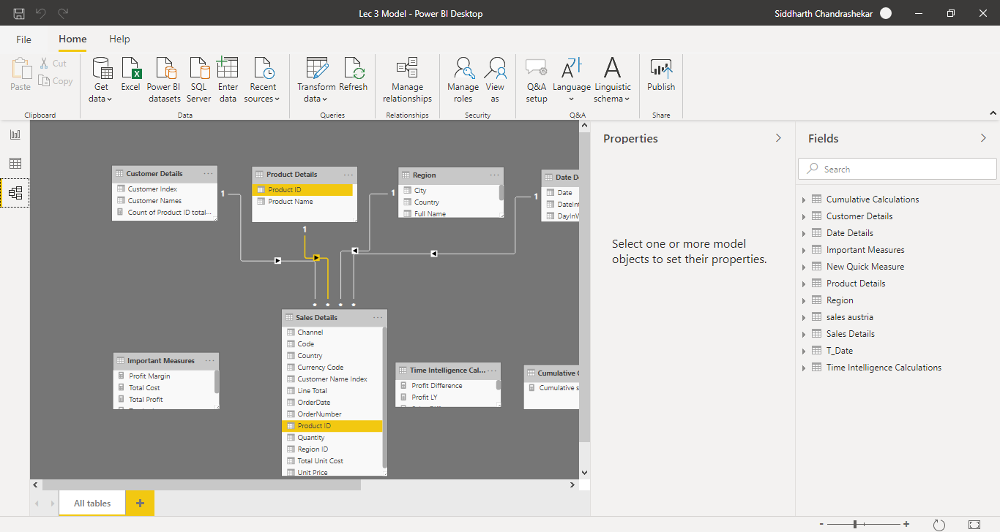 Lec 3 Model - Power BI Desktop
Siddharth Chandrashekar
File
Home
Help
Paste
Cut
Copy
Clipboard
Get data
Excel
Power BI datasets
SQL Server
Enter data
Recent sources
Data
Transform data
Refresh
Queries
Manage relationships
Relationships
Manage roles
View as
Security
Q&A setup
Language
Linguistic schema
Q&A
Publish
Share
Customer Details ...
Customer Index
Customer Names
Count of Product ID total...
1
Product Details ...
Product ID
Product Name
1
Region ...
City
Country
Full Name
1
Date D
Date
DateInt
DayInW
1
* * * *
Sales Details ...
Channel
Code
Country
Currency Code
Customer Name Index
Line Total
OrderDate
OrderNumber
Product ID
Quantity
Region ID
Total Unit Cost
Unit Price
Important Measures ...
Profit Margin
Total Cost
Total Profit
Time Intelligence Cal... ...
Profit Difference
Profit LY
Cumulative
Cumulative s
Properties
Select one or more model
objects to set their properties.
Fields
Search
Cumulative Calculations
Customer Details
Date Details
Important Measures
New Quick Measure
Product Details
Region
sales austria
Sales Details
T_Date
Time Intelligence Calculations
All tables
+
- +